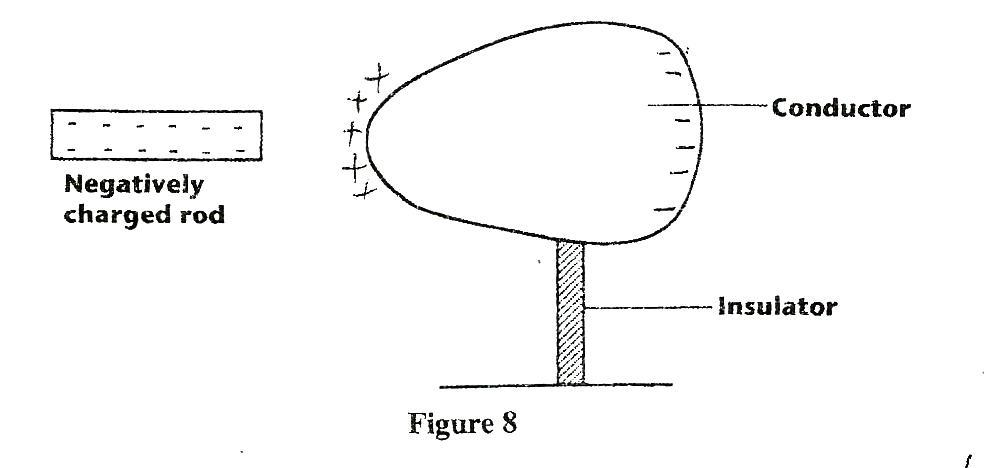 Conductor
Negatively
charged rod
Insulator
Figure 8